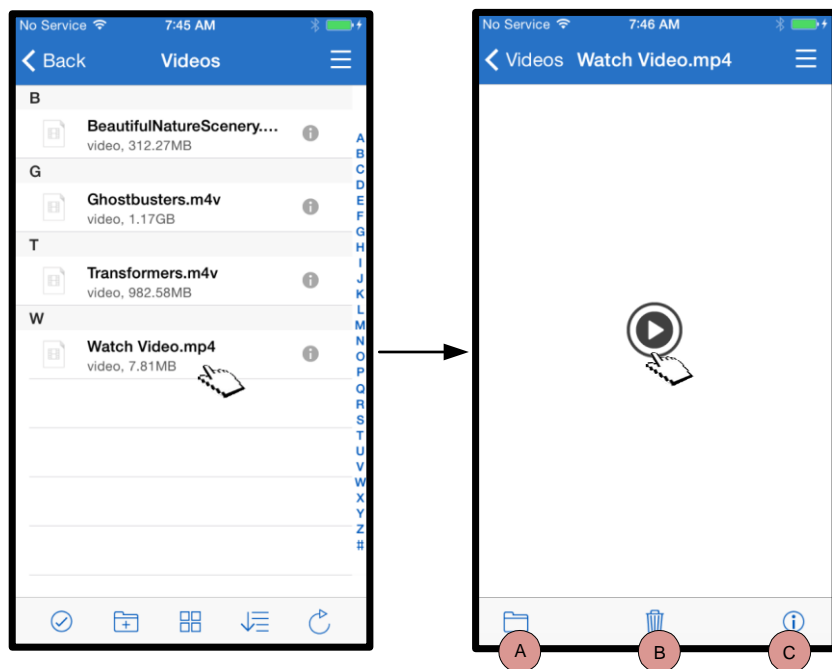 No Service 7:45 AM
Back Videos
B
BeautifulNatureScenery....
video, 312.27MB
G
Ghostbusters.m4v
video, 1.17GB
T
Transformers.m4v
video, 982.58MB
W
Watch Video.mp4
video, 7.81MB
A
B
C
D
E
F
G
H
I
J
K
L
M
N
O
P
Q
R
S
T
U
V
W
X
Y
Z
#
No Service 7:46 AM
Videos Watch Video.mp4
A
B
C